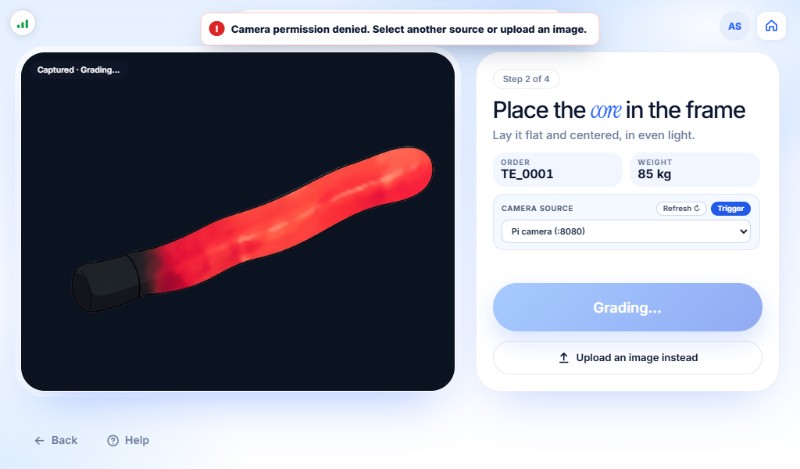 Camera permission denied. Select another source or upload an image.
AS
Captured · Grading...
Step 2 of 4
Place the core in the frame
Lay it flat and centered, in even light.
ORDER
TE_0001
WEIGHT
85 kg
CAMERA SOURCE
Refresh
Trigger
Pi camera (:8080)
Grading...
Upload an image instead
Back
Help